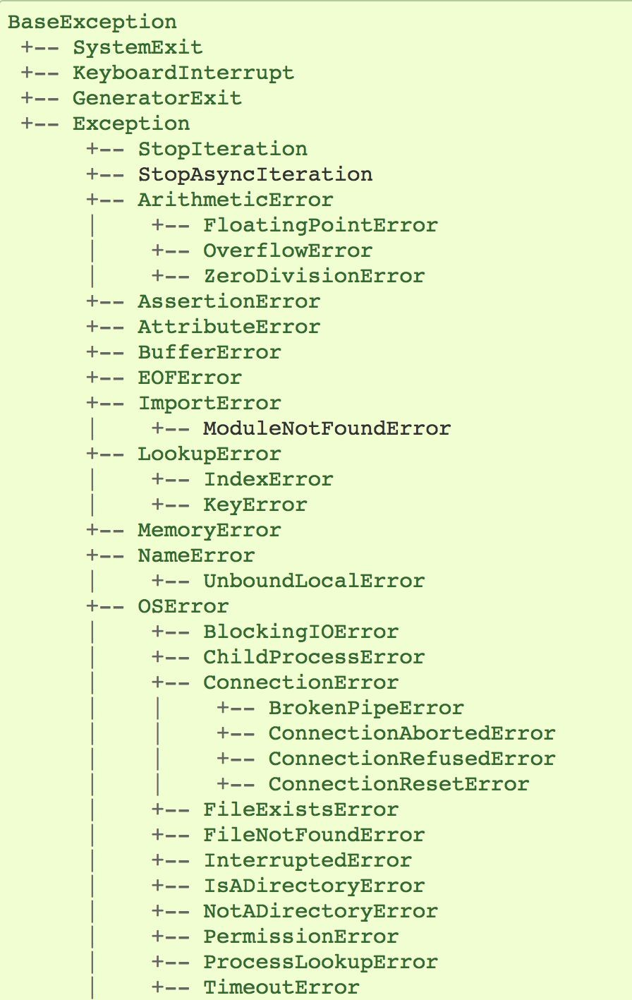 BaseException
 +-- SystemExit
 +-- KeyboardInterrupt
 +-- GeneratorExit
 +-- Exception
      +-- StopIteration
      +-- StopAsyncIteration
      +-- ArithmeticError
      |    +-- FloatingPointError
      |    +-- OverflowError
      |    +-- ZeroDivisionError
      +-- AssertionError
      +-- AttributeError
      +-- BufferError
      +-- EOFError
      +-- ImportError
      |    +-- ModuleNotFoundError
      +-- LookupError
      |    +-- IndexError
      |    +-- KeyError
      +-- MemoryError
      +-- NameError
      |    +-- UnboundLocalError
      +-- OSError
      |    +-- BlockingIOError
      |    +-- ChildProcessError
      |    +-- ConnectionError
      |    |    +-- BrokenPipeError
      |    |    +-- ConnectionAbortedError
      |    |    +-- ConnectionRefusedError
      |    |    +-- ConnectionResetError
      |    +-- FileExistsError
      |    +-- FileNotFoundError
      |    +-- InterruptedError
      |    +-- IsADirectoryError
      |    +-- NotADirectoryError
      |    +-- PermissionError
      |    +-- ProcessLookupError
      |    +-- TimeoutError